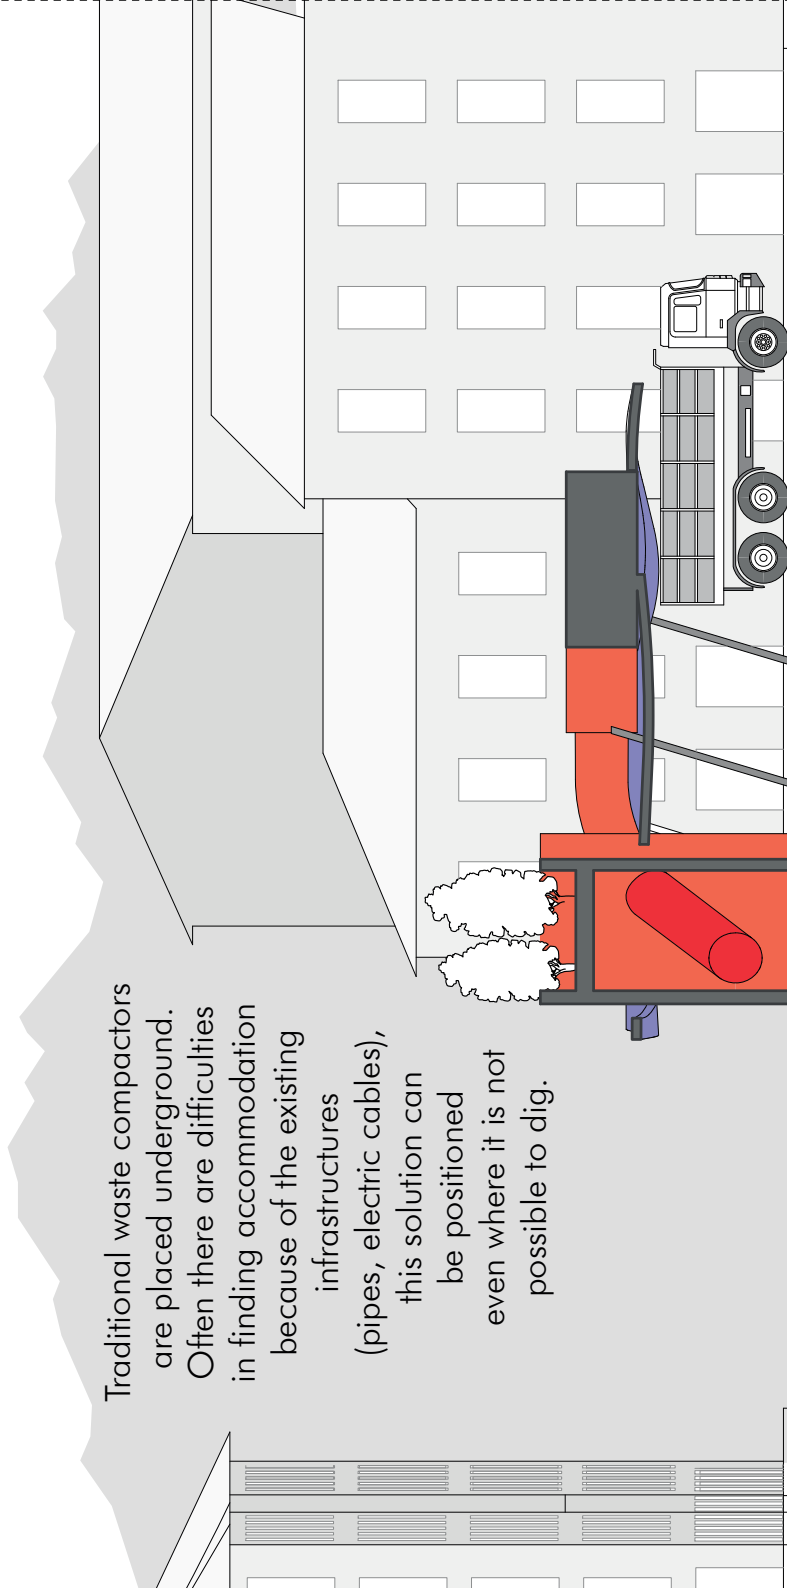 Traditional waste compactors
are placed underground.
Often there are difficulties
in finding accommodation
because of the existing
infrastructures
(pipes, electric cables),
this solution can
be positioned
even where it is not
possible to dig.